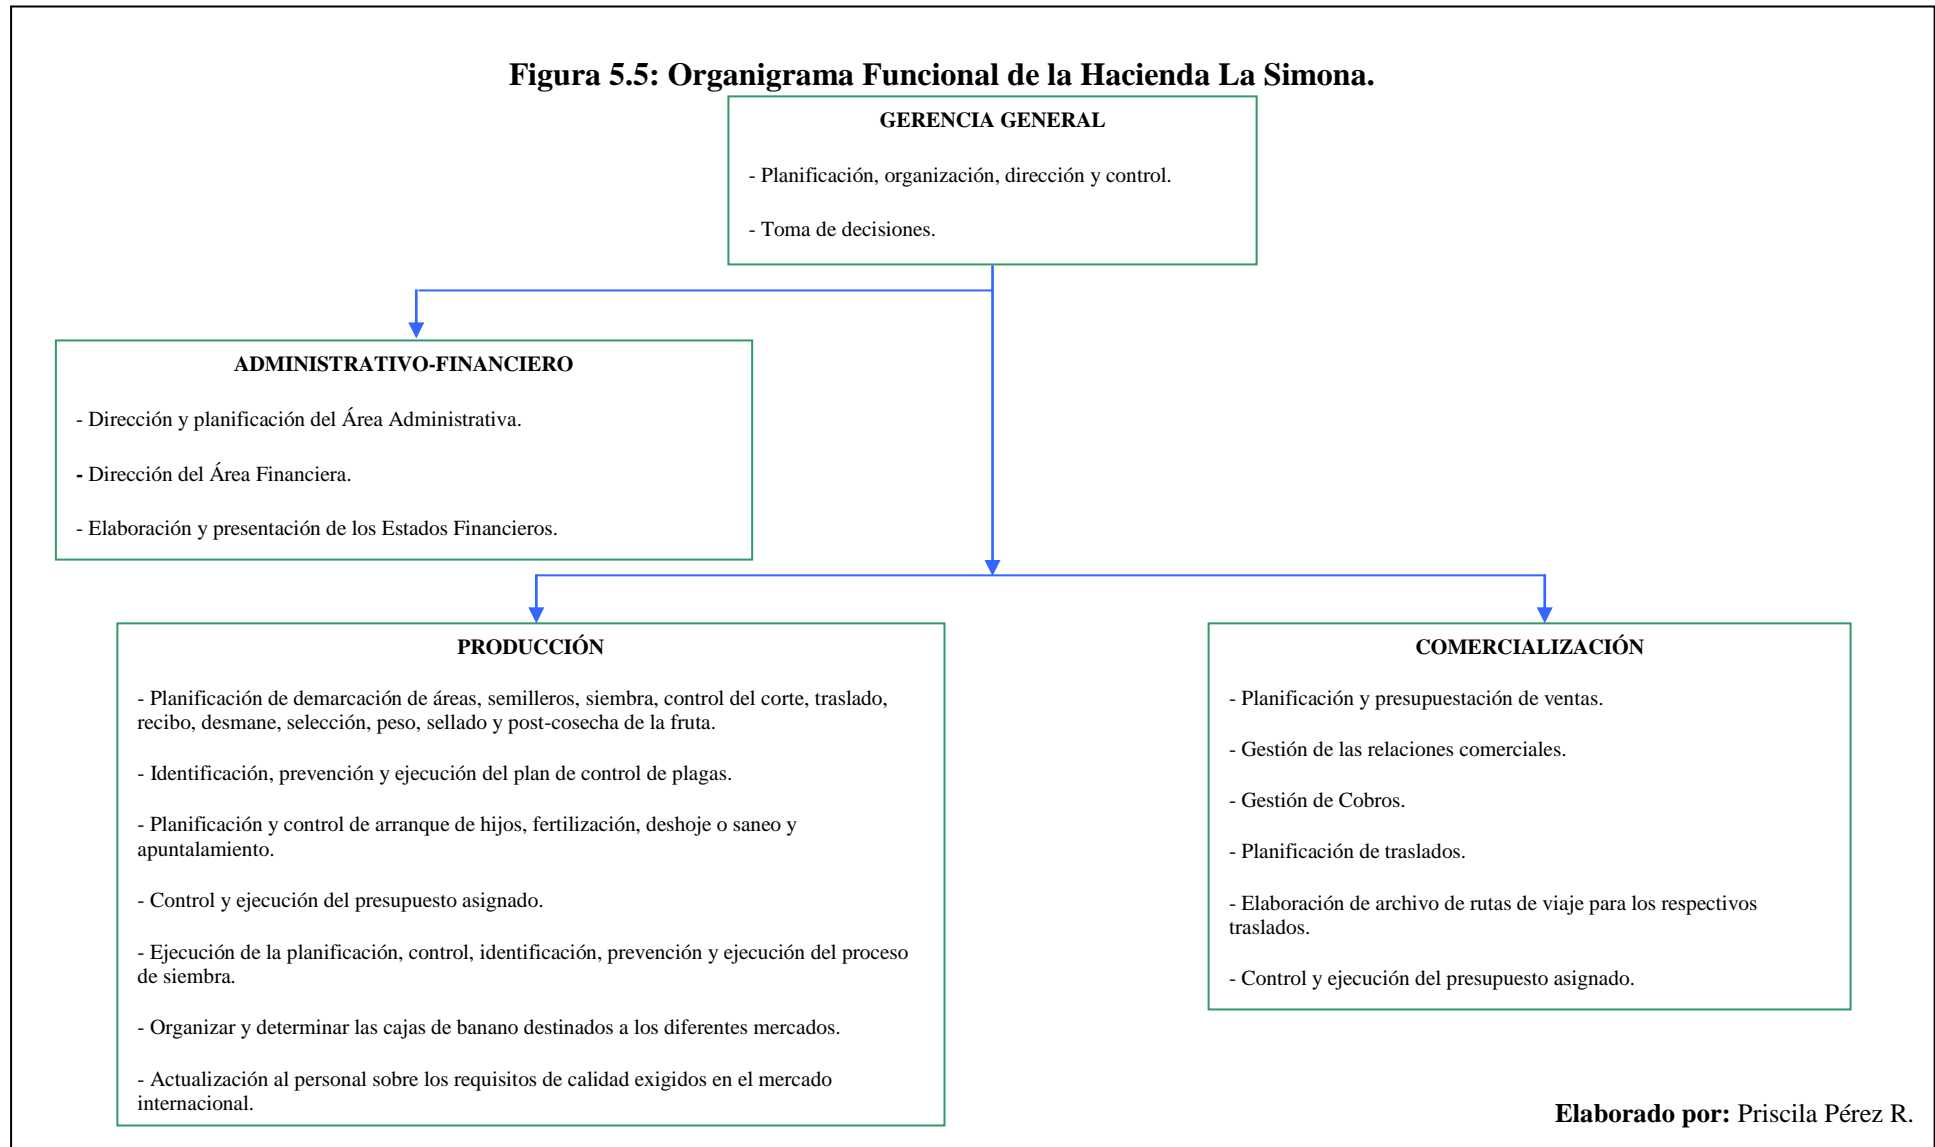 Figura 5.5: Organigrama Funcional de la Hacienda La Simona.
GERENCIA GENERAL
- Planificación, organización, dirección y control.
- Toma de decisiones.
ADMINISTRATIVO-FINANCIERO
- Dirección y planificación del Área Administrativa.
- Dirección del Área Financiera.
- Elaboración y presentación de los Estados Financieros.
PRODUCCIÓN
- Planificación de demarcación de áreas, semilleros, siembra, control del corte, traslado,
recibo, desmane, selección, peso, sellado y post-cosecha de la fruta.
- Identificación, prevención y ejecución del plan de control de plagas.
- Planificación y control de arranque de hijos, fertilización, deshoje o saneo y
apuntalamiento.
- Control y ejecución del presupuesto asignado.
- Ejecución de la planificación, control, identificación, prevención y ejecución del proceso
de siembra.
- Organizar y determinar las cajas de banano destinados a los diferentes mercados.
- Actualización al personal sobre los requisitos de calidad exigidos en el mercado
internacional.
COMERCIALIZACIÓN
- Planificación y presupuestación de ventas.
- Gestión de las relaciones comerciales.
- Gestión de Cobros.
- Planificación de traslados.
- Elaboración de archivo de rutas de viaje para los respectivos
traslados.
- Control y ejecución del presupuesto asignado.
Elaborado por: Priscila Pérez R.